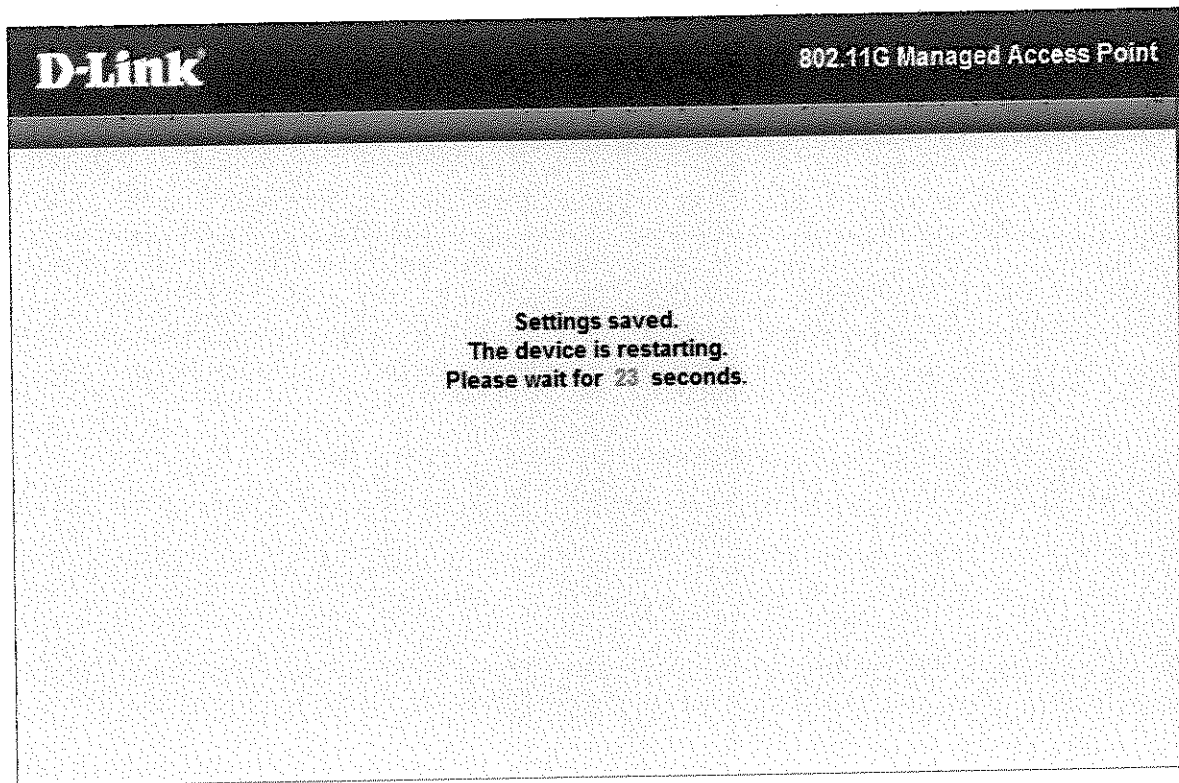 D-Link
802.11G Managed Access Point
Settings saved.
The device is restarting.
Please wait for 23 seconds.